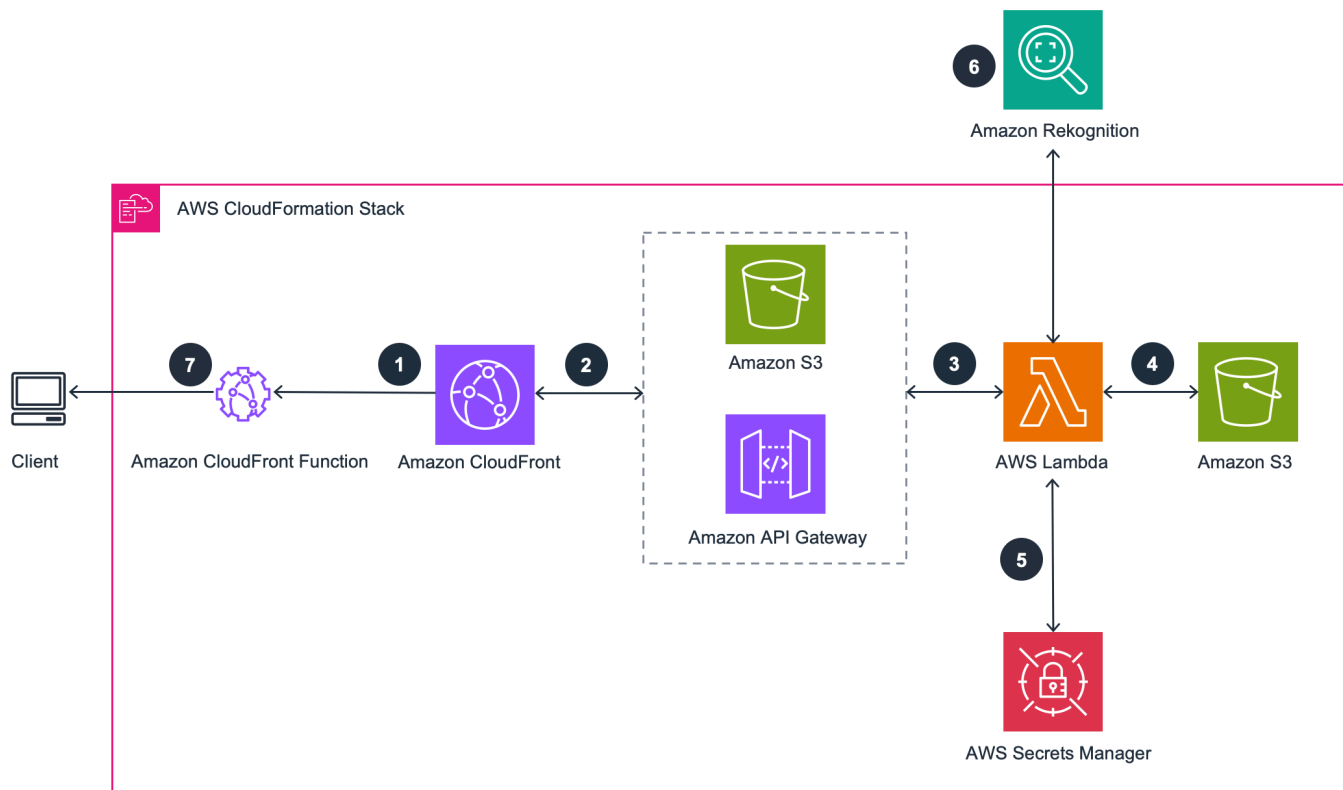 6
Amazon Rekognition
AWS CloudFormation Stack
Amazon S3
7
1
2
3
4
Client
Amazon CloudFront Function
Amazon CloudFront
</>
AWS Lambda
Amazon S3
Amazon API Gateway
5
AWS Secrets Manager